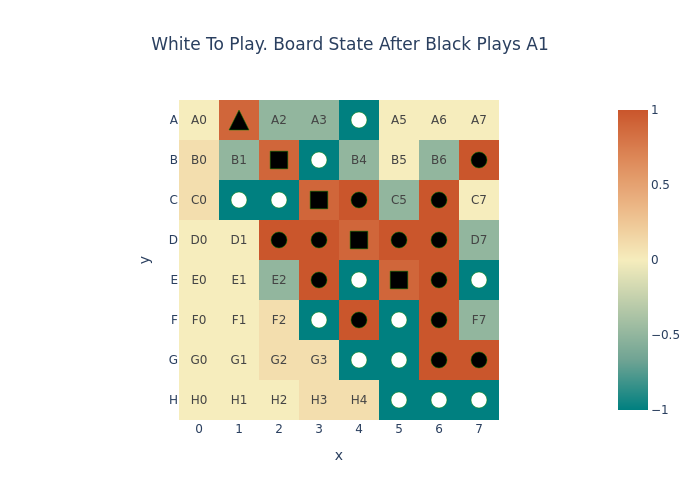 White To Play. Board State After Black Plays A1
A A0 A2 A3 A5 A6 A7
B B0 B1 B4 B5 B6
C C0 C5 C7
D D0 D1 D7
E E0 E1 E2
F F0 F1 F2 F7
G G0 G1 G2 G3
H H0 H1 H2 H3 H4
0 1 2 3 4 5 6 7
x
y
1
0.5
0
−0.5
−1